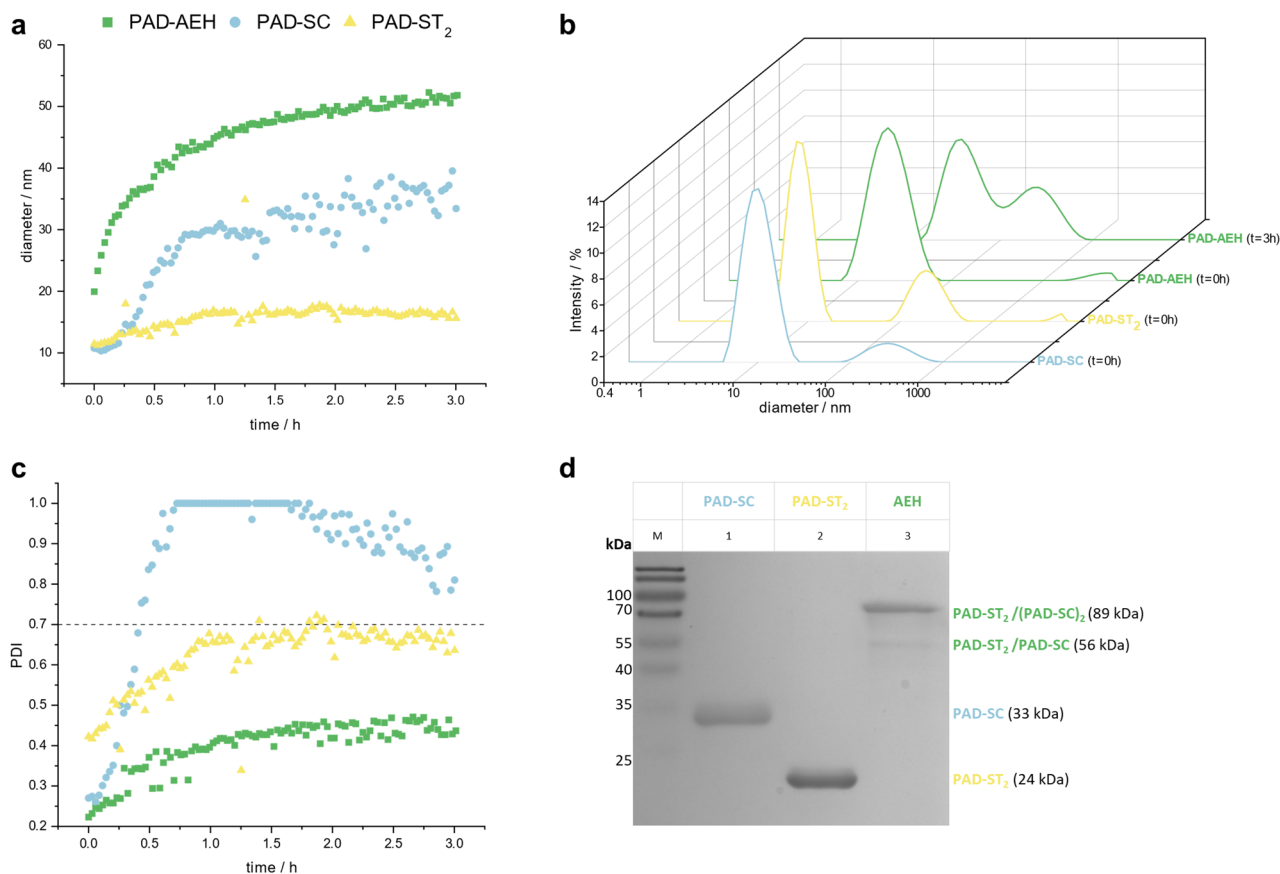 a
PAD-AEH PAD-SC PAD-ST2
60
50
40
30
20
10
diameter / nm
0.0 0.5 1.0 1.5 2.0 2.5 3.0
time / h
b
14
12
10
8
6
4
2
0
Intensity / %
0.4 1 10 100 1000
diameter / nm
PAD-AEH (t=3h)
PAD-AEH (t=0h)
PAD-ST2 (t=0h)
PAD-SC (t=0h)
c
1.0
0.9
0.8
0.7
0.6
0.5
0.4
0.3
0.2
PDI
0.0 0.5 1.0 1.5 2.0 2.5 3.0
time / h
d
PAD-SC PAD-ST2 AEH
M 1 2 3
kDa
100
70
55
40
35
25
PAD-ST2/(PAD-SC)2 (89 kDa)
PAD-ST2/PAD-SC (56 kDa)
PAD-SC (33 kDa)
PAD-ST2 (24 kDa)